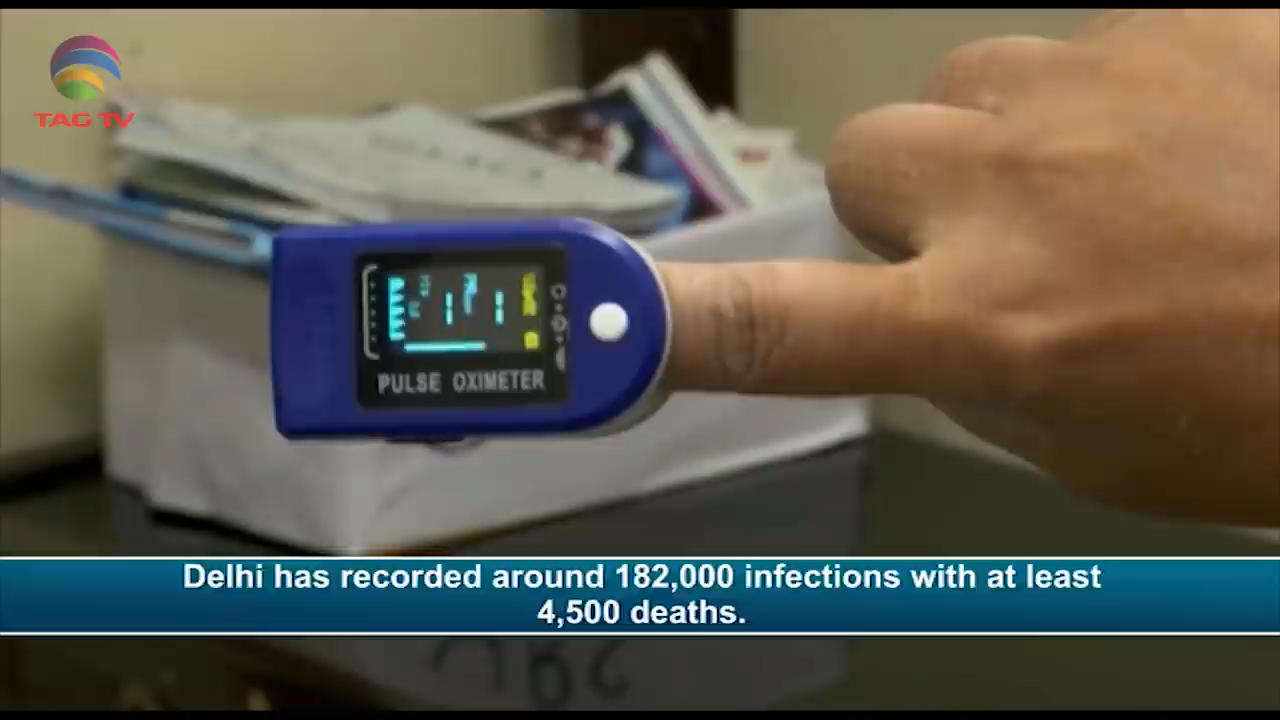 TAG TV
PULSE OXIMETER
Delhi has recorded around 182,000 infections with at least
4,500 deaths.